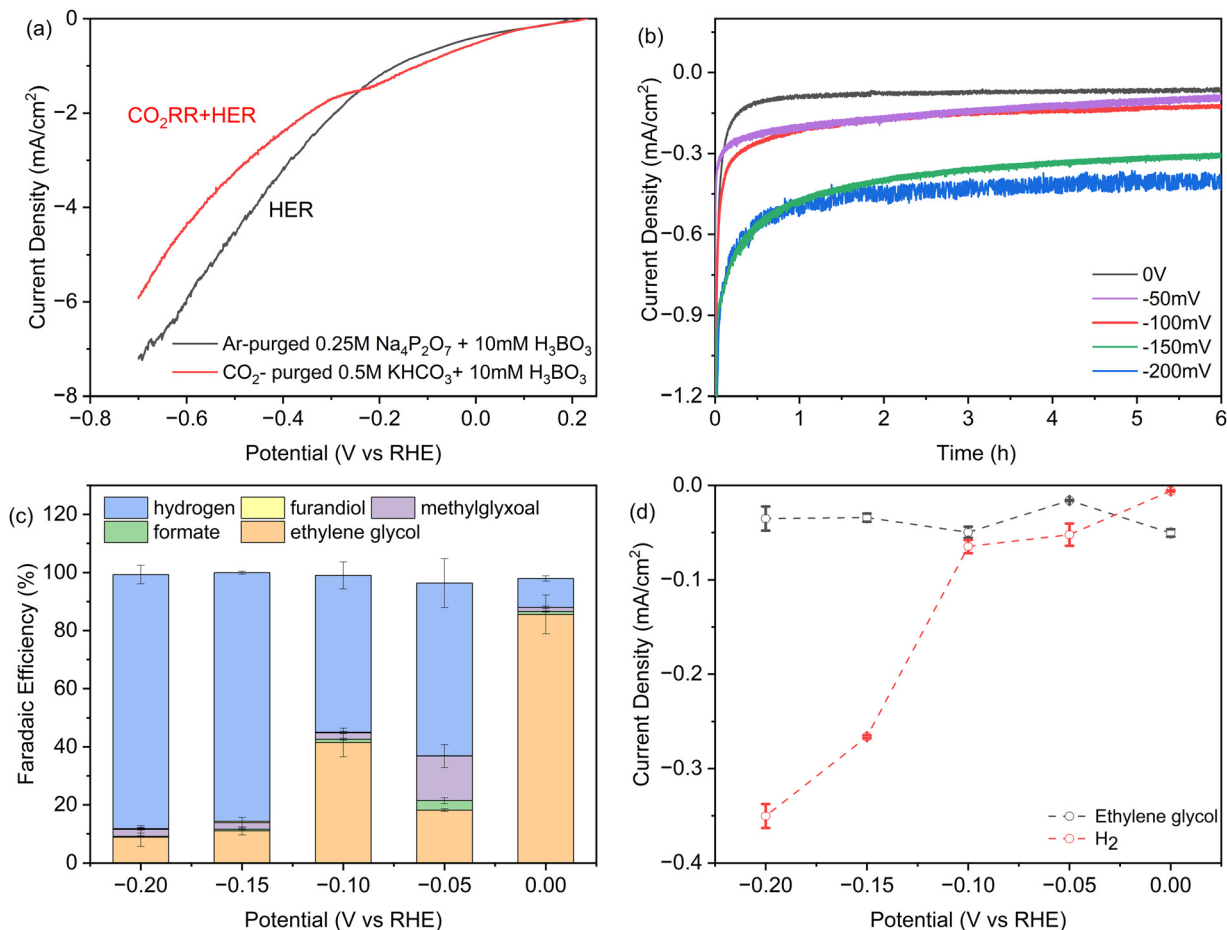 (a)
CO₂RR+HER
HER
Ar-purged 0.25M Na₄P₂O₇ + 10mM H₃BO₃
CO₂- purged 0.5M KHCO₃+ 10mM H₃BO₃
Current Density (mA/cm²)
0
−2
−4
−6
−8
−0.8 −0.6 −0.4 −0.2 0.0 0.2
Potential (V vs RHE)
(b)
Current Density (mA/cm²)
0.0
−0.3
−0.6
−0.9
−1.2
0V
-50mV
-100mV
-150mV
-200mV
0 1 2 3 4 5 6
Time (h)
(c)
hydrogen furandiol methylglyxoal
formate ethylene glycol
Faradaic Efficiency (%)
120
100
80
60
40
20
0
−0.20 −0.15 −0.10 −0.05 0.00
Potential (V vs RHE)
(d)
Current Density (mA/cm²)
0.0
−0.1
−0.2
−0.3
−0.4
Ethylene glycol
H₂
−0.20 −0.15 −0.10 −0.05 0.00
Potential (V vs RHE)